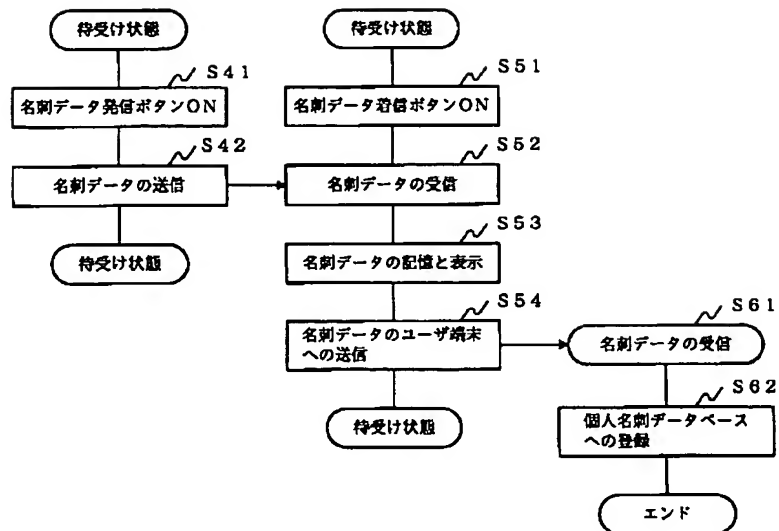 待受け状態
S41
名刺データ発信ボタンON
S42
名刺データの送信
待受け状態
待受け状態
S51
名刺データ着信ボタンON
S52
名刺データの受信
S53
名刺データの記憶と表示
S54
名刺データのユーザ端末
への送信
待受け状態
S61
名刺データの受信
S62
個人名刺データベース
への登録
エンド